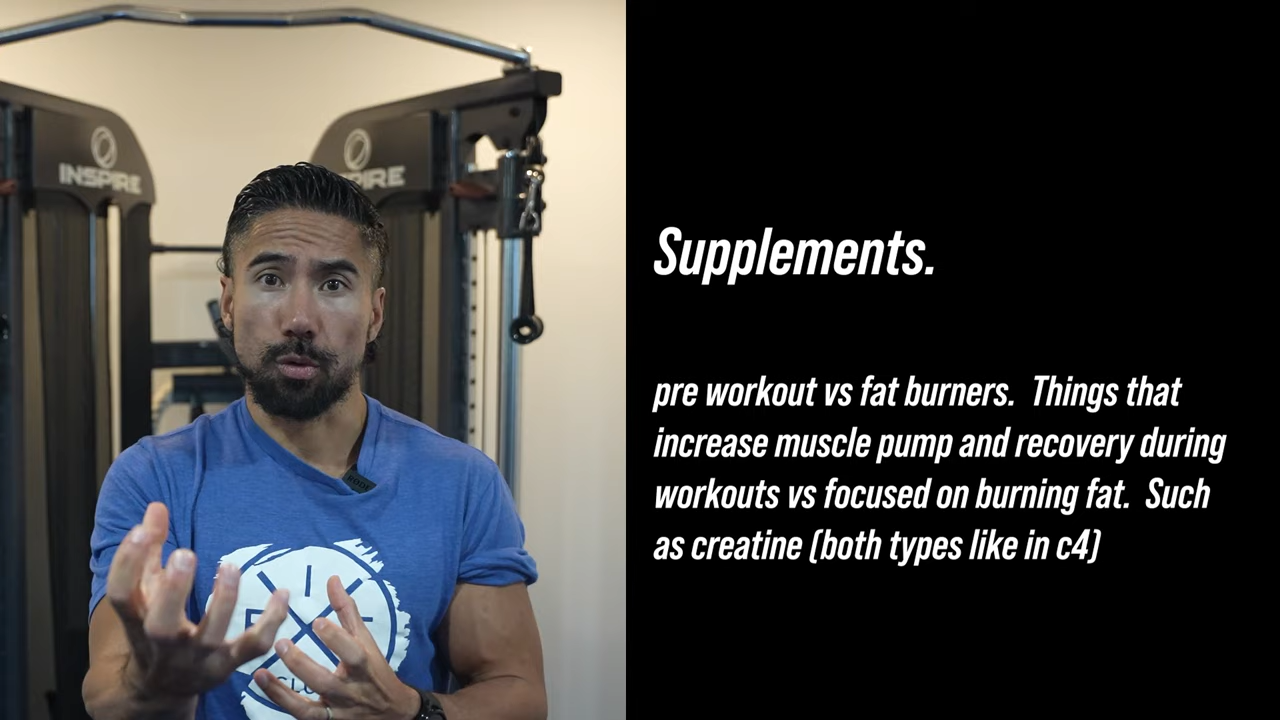 INSPIRE
PIRE
Supplements.
pre workout vs fat burners.  Things that
increase muscle pump and recovery during
workouts vs focused on burning fat.  Such
as creatine (both types like in c4)